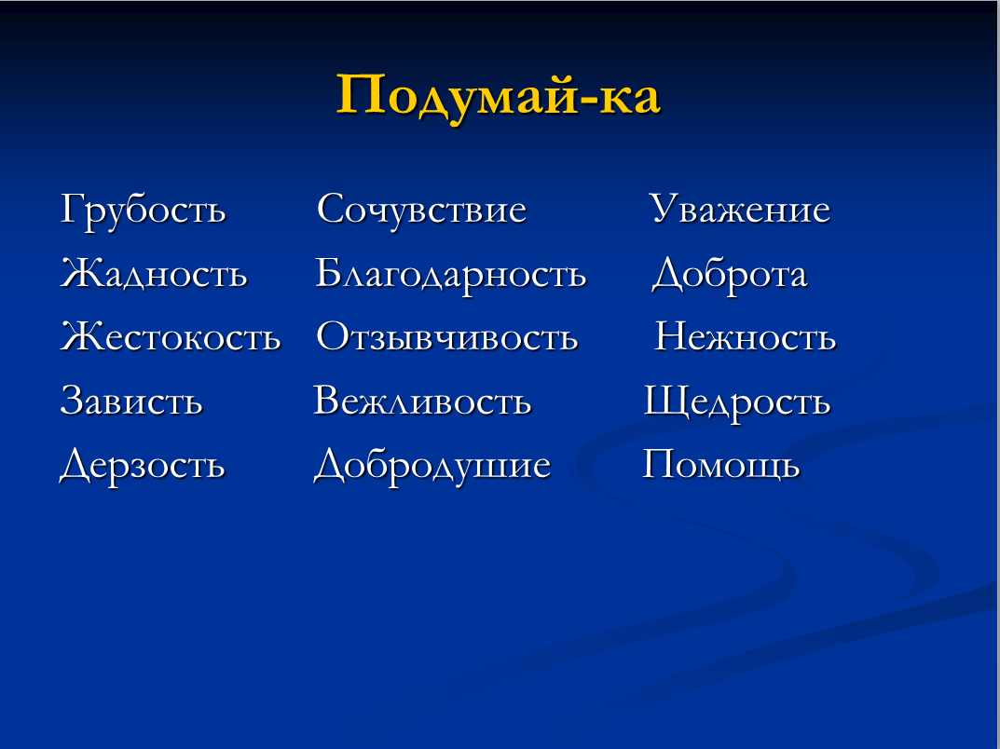 Подумай-ка
Грубость Сочувствие Уважение
Жадность Благодарность Доброта
Жестокость Отзывчивость Нежность
Зависть Вежливость Щедрость
Дерзость Добродушие Помощь